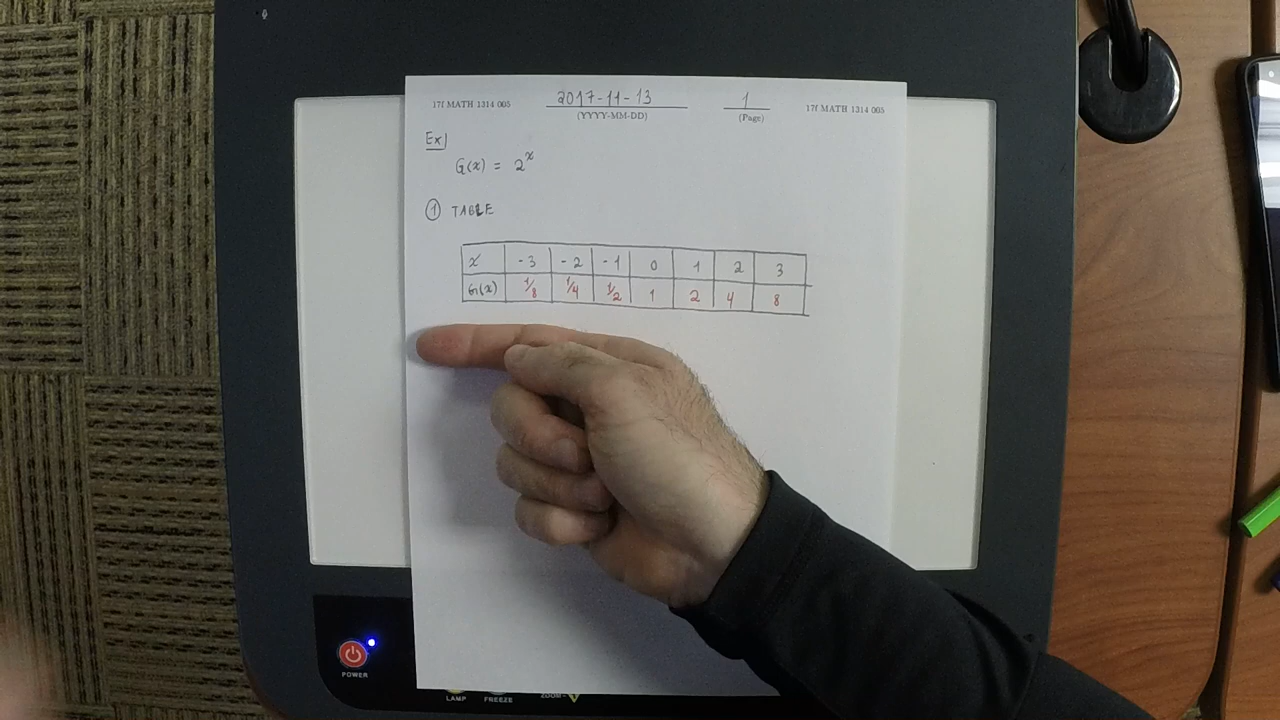 17f MATH 1314 005 2017-11-13 1 17f MATH 1314 005
(YYYY-MM-DD) (Page)
Ex)
G(x) = 2^x
① TABLE
x -3 -2 -1 0 1 2 3
G(x) 1/8 1/4 1/2 1 2 4 8
POWER
LAMP FREEZE ZOOM-